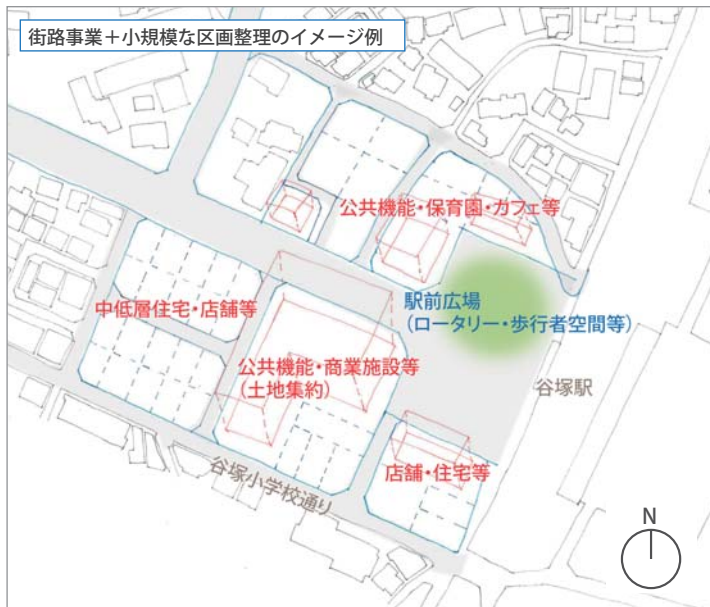 街路事業＋小規模な区画整理のイメージ例
公共機能・保育園・カフェ等
駅前広場
（ロータリー・歩行者空間等）
中低層住宅・店舗等
公共機能・商業施設等
（土地集約）
谷塚駅
店舗・住宅等
谷塚小学校通り
N